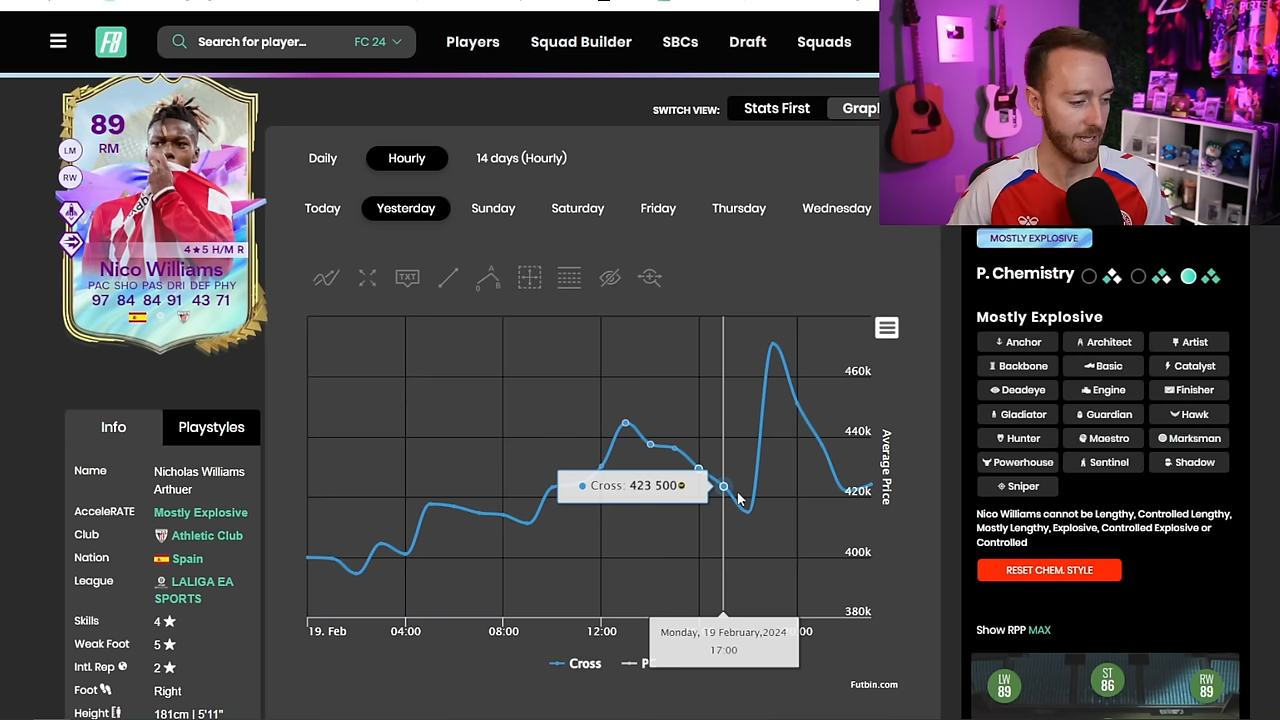 FB
Search for player...
FC 24
Players
Squad Builder
SBCs
Draft
Squads
89
RM
LM
RW
4★5 H/M R
Nico Williams
PAC SHO PAS DRI DEF PHY
97 84 84 91 43 71
SWITCH VIEW:
Stats First
Grap
Daily
Hourly
14 days (Hourly)
Today
Yesterday
Sunday
Saturday
Friday
Thursday
Wednesday
TXT
460k
440k
420k
400k
380k
Average Price
Cross: 423 500
19. Feb
04:00
08:00
12:00
:00
Monday, 19 February,2024
17:00
Cross
P
Futbin.com
Info
Playstyles
Name
Nicholas Williams
Arthuer
AcceleRATE
Mostly Explosive
Club
Athletic Club
Nation
Spain
League
LALIGA EA
SPORTS
Skills
4★
Weak Foot
5★
Intl. Rep
2★
Foot
Right
Height
181cm | 5'11"
MOSTLY EXPLOSIVE
P. Chemistry
Mostly Explosive
Anchor
Architect
Artist
Backbone
Basic
Catalyst
Deadeye
Engine
Finisher
Gladiator
Guardian
Hawk
Hunter
Maestro
Marksman
Powerhouse
Sentinel
Shadow
Sniper
Nico Williams cannot be Lengthy, Controlled Lengthy,
Mostly Lengthy, Explosive, Controlled Explosive or
Controlled
RESET CHEM. STYLE
Show RPP MAX
LW
89
ST
86
RW
89